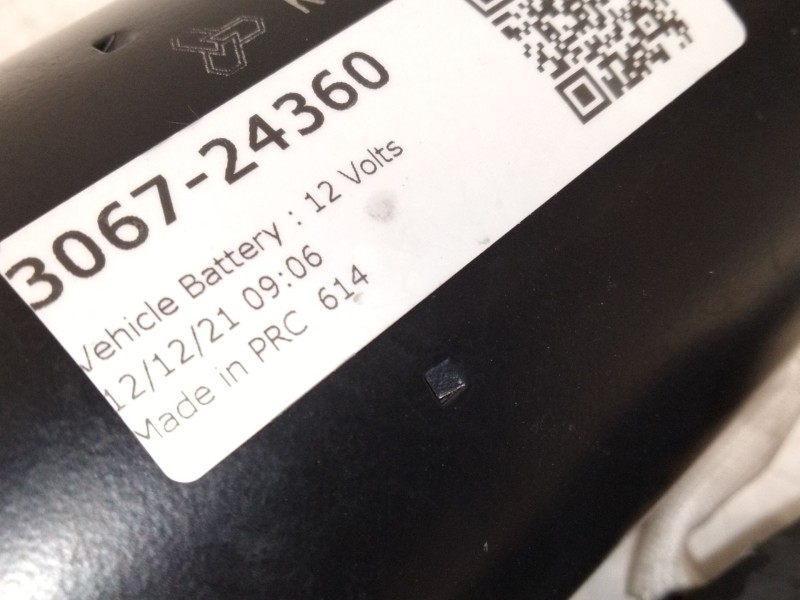 3067-24360
Vehicle Battery : 12 Volts
12/12/21 09:06
Made in PRC 614